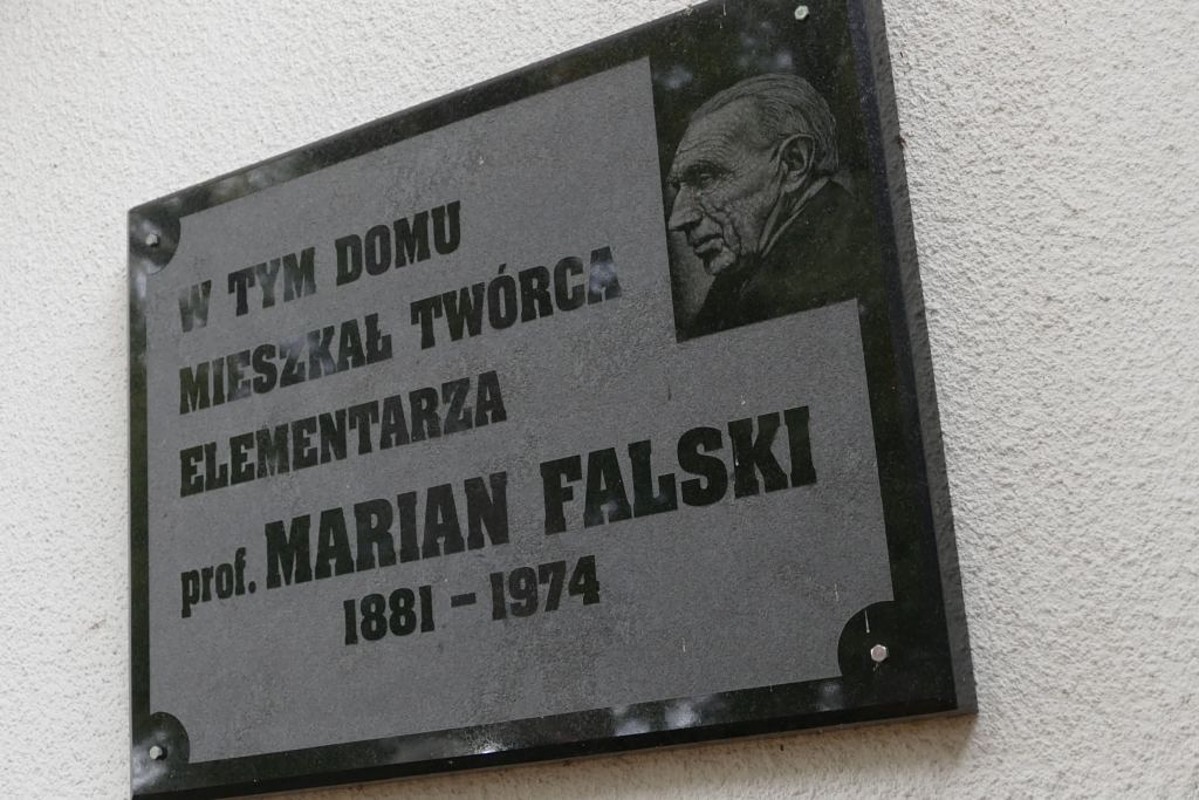 W TYM DOMU
MIESZKAŁ TWÓRCA
ELEMENTARZA
prof. MARIAN FALSKI
1881 - 1974